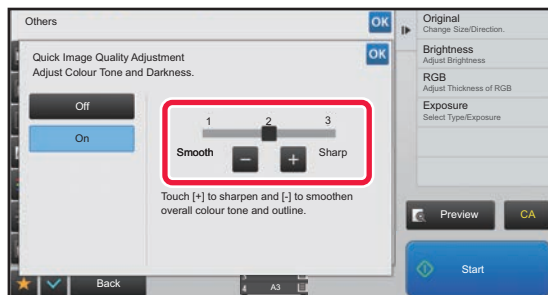 Others
OK
Quick Image Quality Adjustment
Adjust Colour Tone and Darkness.
OK
Off
On
1 2 3
Smooth - + Sharp
Touch [+] to sharpen and [-] to smoothen
overall colour tone and outline.
Back
4 A3
Original
Change Size/Direction.
Brightness
Adjust Brightness
RGB
Adjust Thickness of RGB
Exposure
Select Type/Exposure
Preview
CA
Start